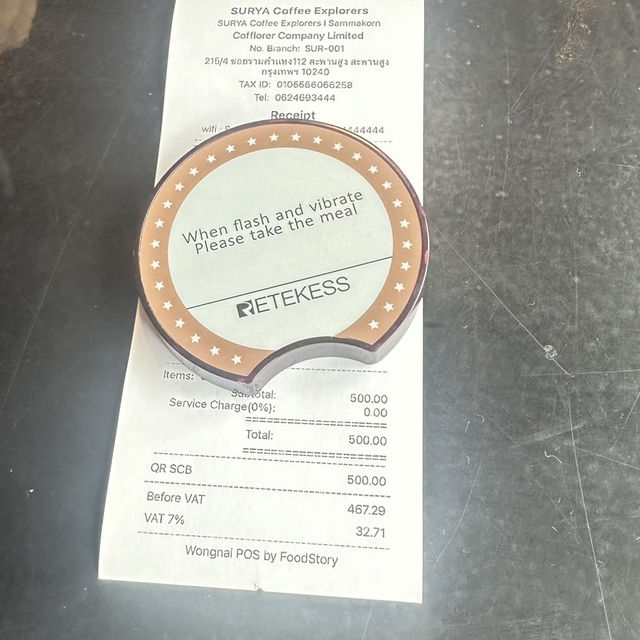 SURYA Coffee Explorers
SURYA Coffee Explorers I Sammakorn
Cofflorer Company Limited
No. Branch: SUR-001
215/4 ซอยรามคำแหง112 สะพานสูง สะพานสูง
กรุงเทพฯ 10240
TAX ID: 0105566066258
Tel: 0624693444
Receipt
wifi :
When flash and vibrate
Please take the meal
RETEKESS
Items:
Subtotal: 500.00
Service Charge(0%): 0.00
Total: 500.00
QR SCB 500.00
Before VAT 467.29
VAT 7% 32.71
Wongnai POS by FoodStory